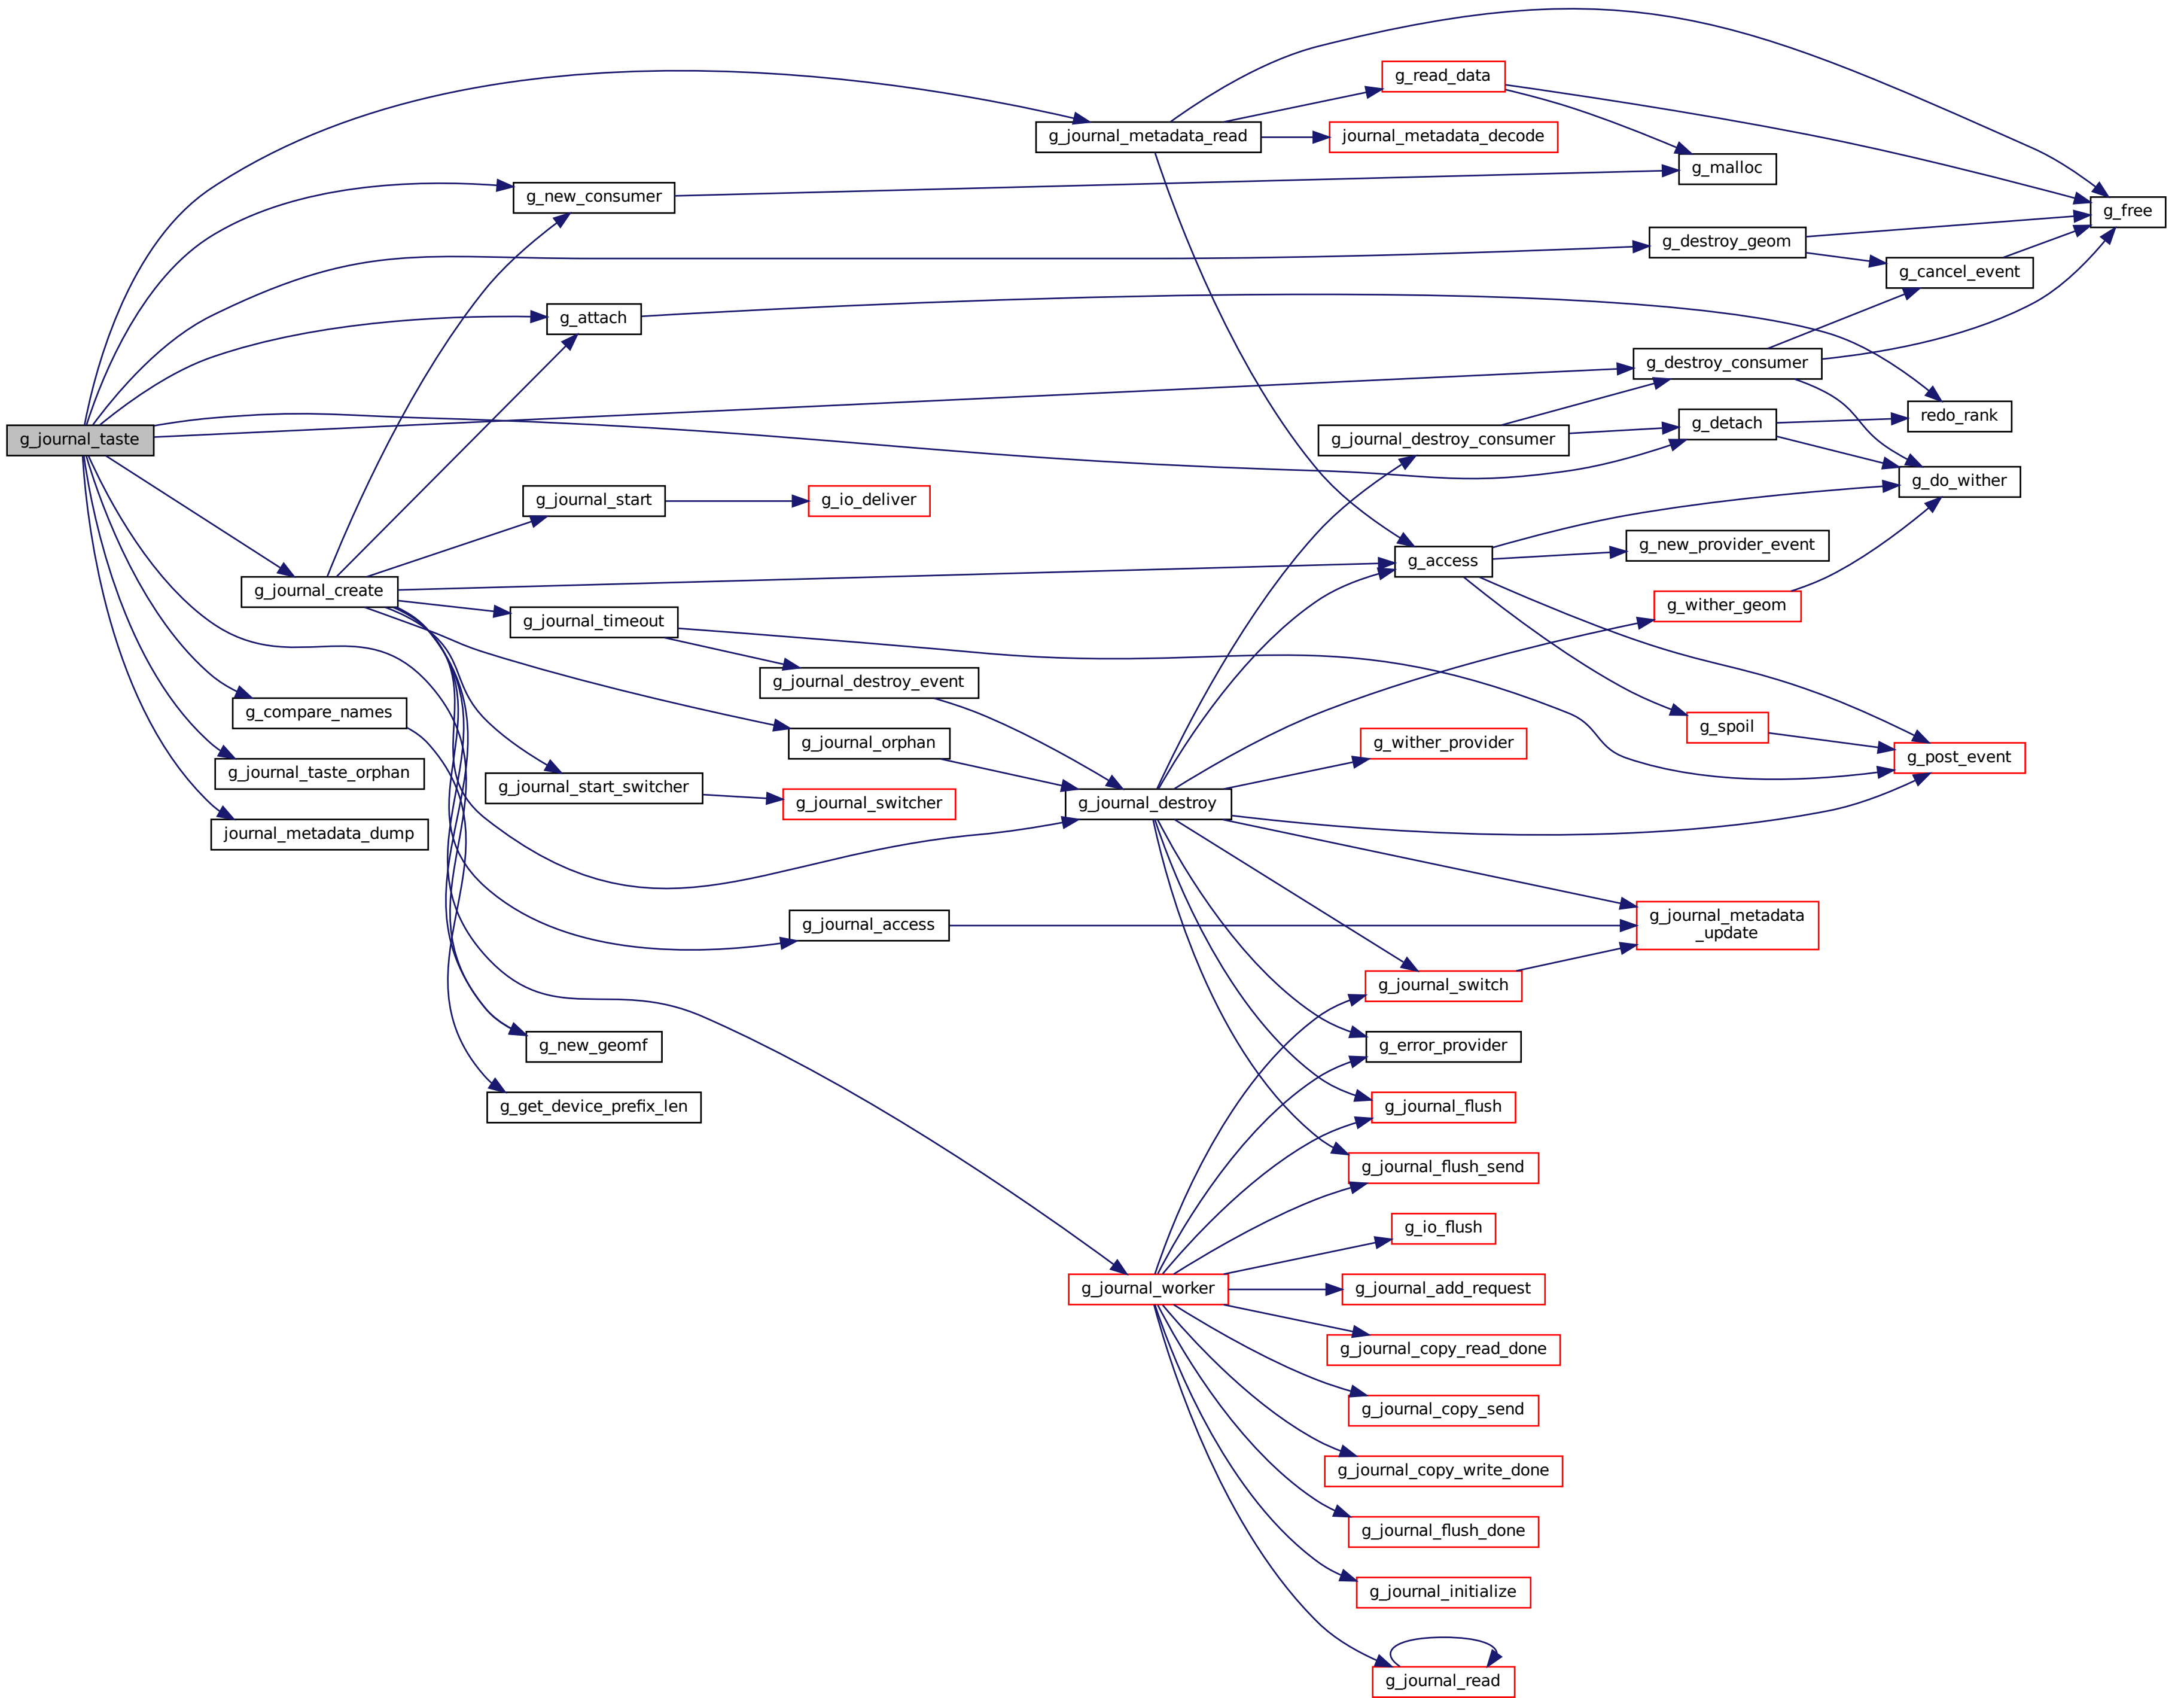 g_read_data
g_journal_metadata_read
journal_metadata_decode
g_malloc
g_new_consumer
g_free
g_destroy_geom
g_cancel_event
g_attach
g_destroy_consumer
redo_rank
g_detach
g_journal_taste
g_journal_destroy_consumer
g_do_wither
g_journal_start
g_io_deliver
g_new_provider_event
g_access
g_journal_create
g_wither_geom
g_journal_timeout
g_journal_destroy_event
g_compare_names
g_spoil
g_journal_orphan
g_wither_provider
g_post_event
g_journal_taste_orphan
g_journal_start_switcher
g_journal_switcher
g_journal_destroy
journal_metadata_dump
g_journal_access
g_journal_metadata
_update
g_journal_switch
g_new_geomf
g_error_provider
g_get_device_prefix_len
g_journal_flush
g_journal_flush_send
g_io_flush
g_journal_worker
g_journal_add_request
g_journal_copy_read_done
g_journal_copy_send
g_journal_copy_write_done
g_journal_flush_done
g_journal_initialize
g_journal_read